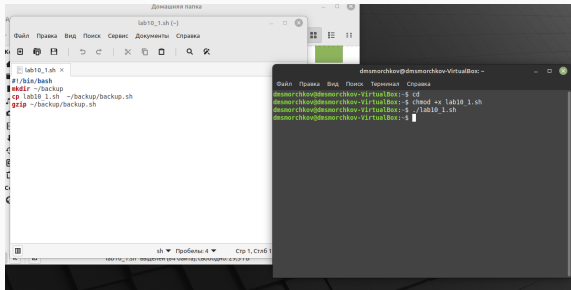 Домашняя папка
lab10_1.sh (~)
Файл Правка Вид Поиск Сервис Документы Справка
lab10_1.sh ×
#!/bin/bash
mkdir ~/backup
cp lab10_1.sh ~/backup/backup.sh
gzip ~/backup/backup.sh
sh Пробелы: 4 Стр 1, Стлб 1
dmsmorchkov@dmsmorchkov-VirtualBox: ~
Файл Правка Вид Поиск Терминал Справка
dmsmorchkov@dmsmorchkov-VirtualBox:~$ cd
dmsmorchkov@dmsmorchkov-VirtualBox:~$ chmod +x lab10_1.sh
dmsmorchkov@dmsmorchkov-VirtualBox:~$ ./lab10_1.sh
dmsmorchkov@dmsmorchkov-VirtualBox:~$